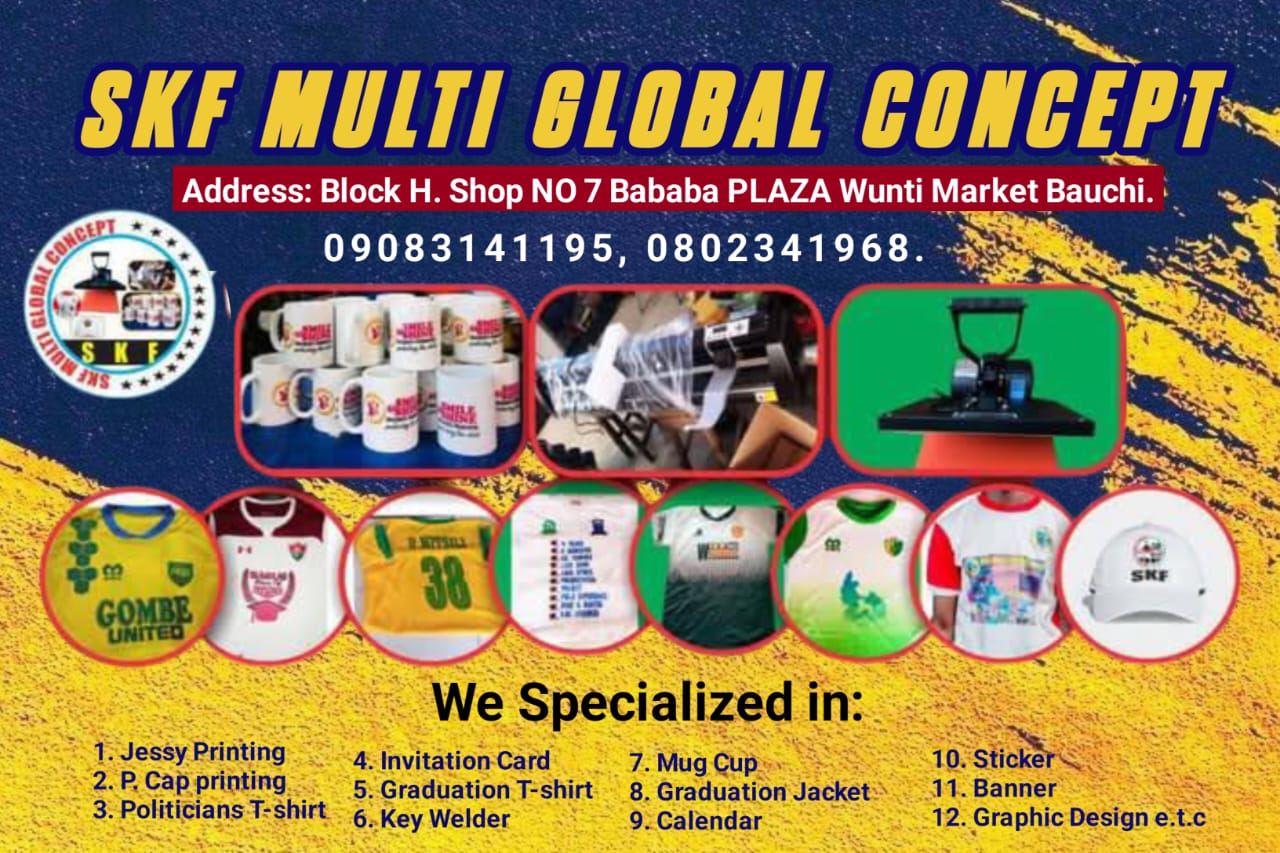 SKF MULTI GLOBAL CONCEPT
Address: Block H. Shop NO 7 Bababa PLAZA Wunti Market Bauchi.
09083141195, 0802341968.
SKF MULTI GLOBAL CONCEPT
SKF
SMILE
GOMBE
UNITED
38
SKF
We Specialized in:
1. Jessy Printing
2. P. Cap printing
3. Politicians T-shirt
4. Invitation Card
5. Graduation T-shirt
6. Key Welder
7. Mug Cup
8. Graduation Jacket
9. Calendar
10. Sticker
11. Banner
12. Graphic Design e.t.c